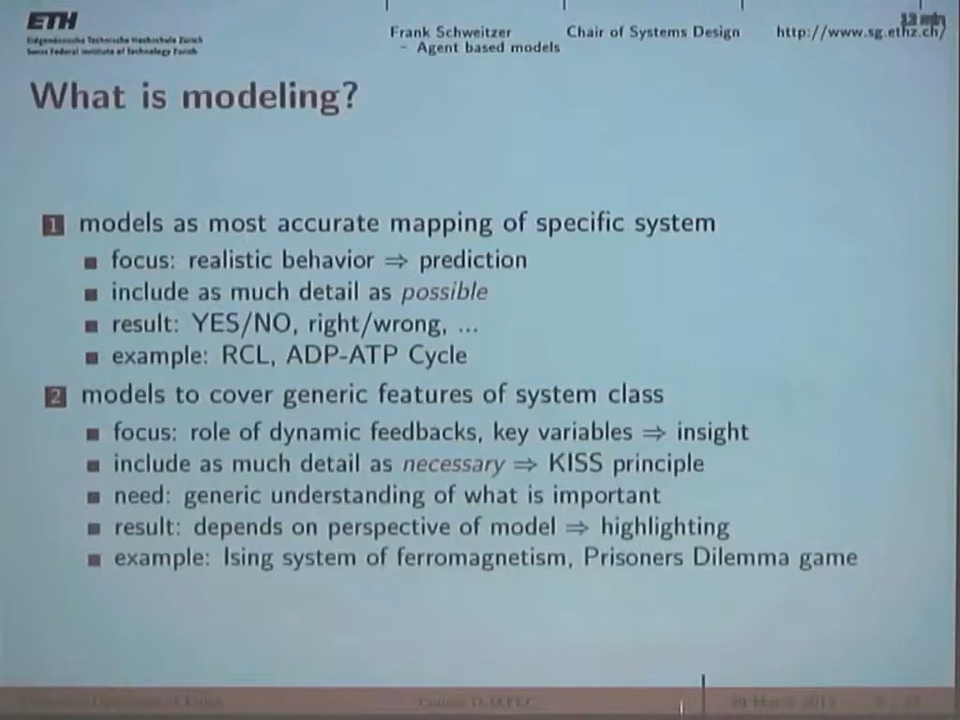 ETH
Eidgenössische Technische Hochschule Zürich
Swiss Federal Institute of Technology Zurich
Frank Schweitzer
– Agent based models
Chair of Systems Design
http://www.sg.ethz.ch/
What is modeling?
1 models as most accurate mapping of specific system
focus: realistic behavior ⇒ prediction
include as much detail as possible
result: YES/NO, right/wrong, ...
example: RCL, ADP-ATP Cycle
2 models to cover generic features of system class
focus: role of dynamic feedbacks, key variables ⇒ insight
include as much detail as necessary ⇒ KISS principle
need: generic understanding of what is important
result: depends on perspective of model ⇒ highlighting
example: Ising system of ferromagnetism, Prisoners Dilemma game